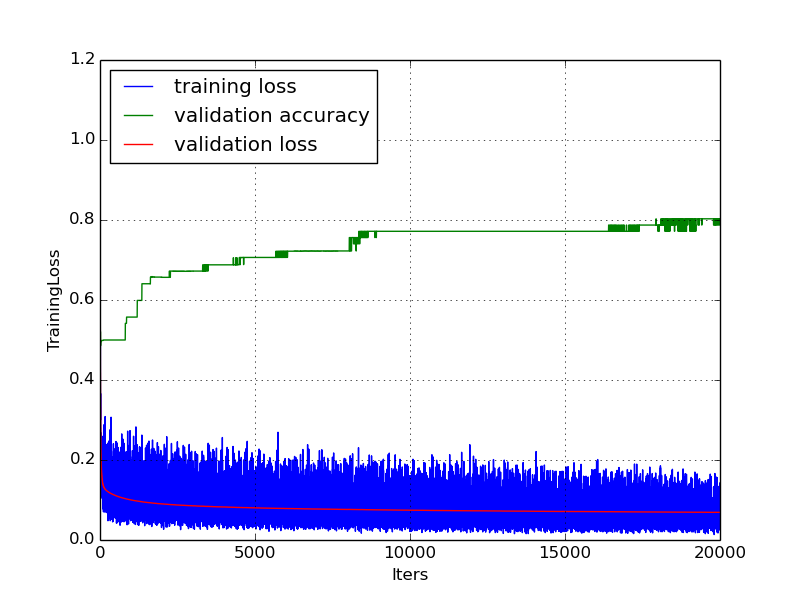 1.2
1.0
0.8
0.6
0.4
0.2
0.0
TrainingLoss
training loss
validation accuracy
validation loss
0
5000
10000
15000
20000
Iters